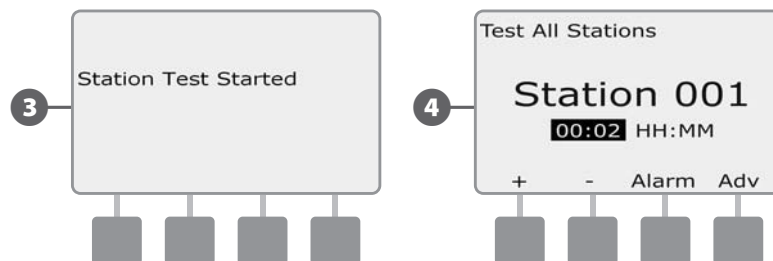 3
Station Test Started
4
Test All Stations
Station 001
00:02 HH:MM
+ - Alarm Adv